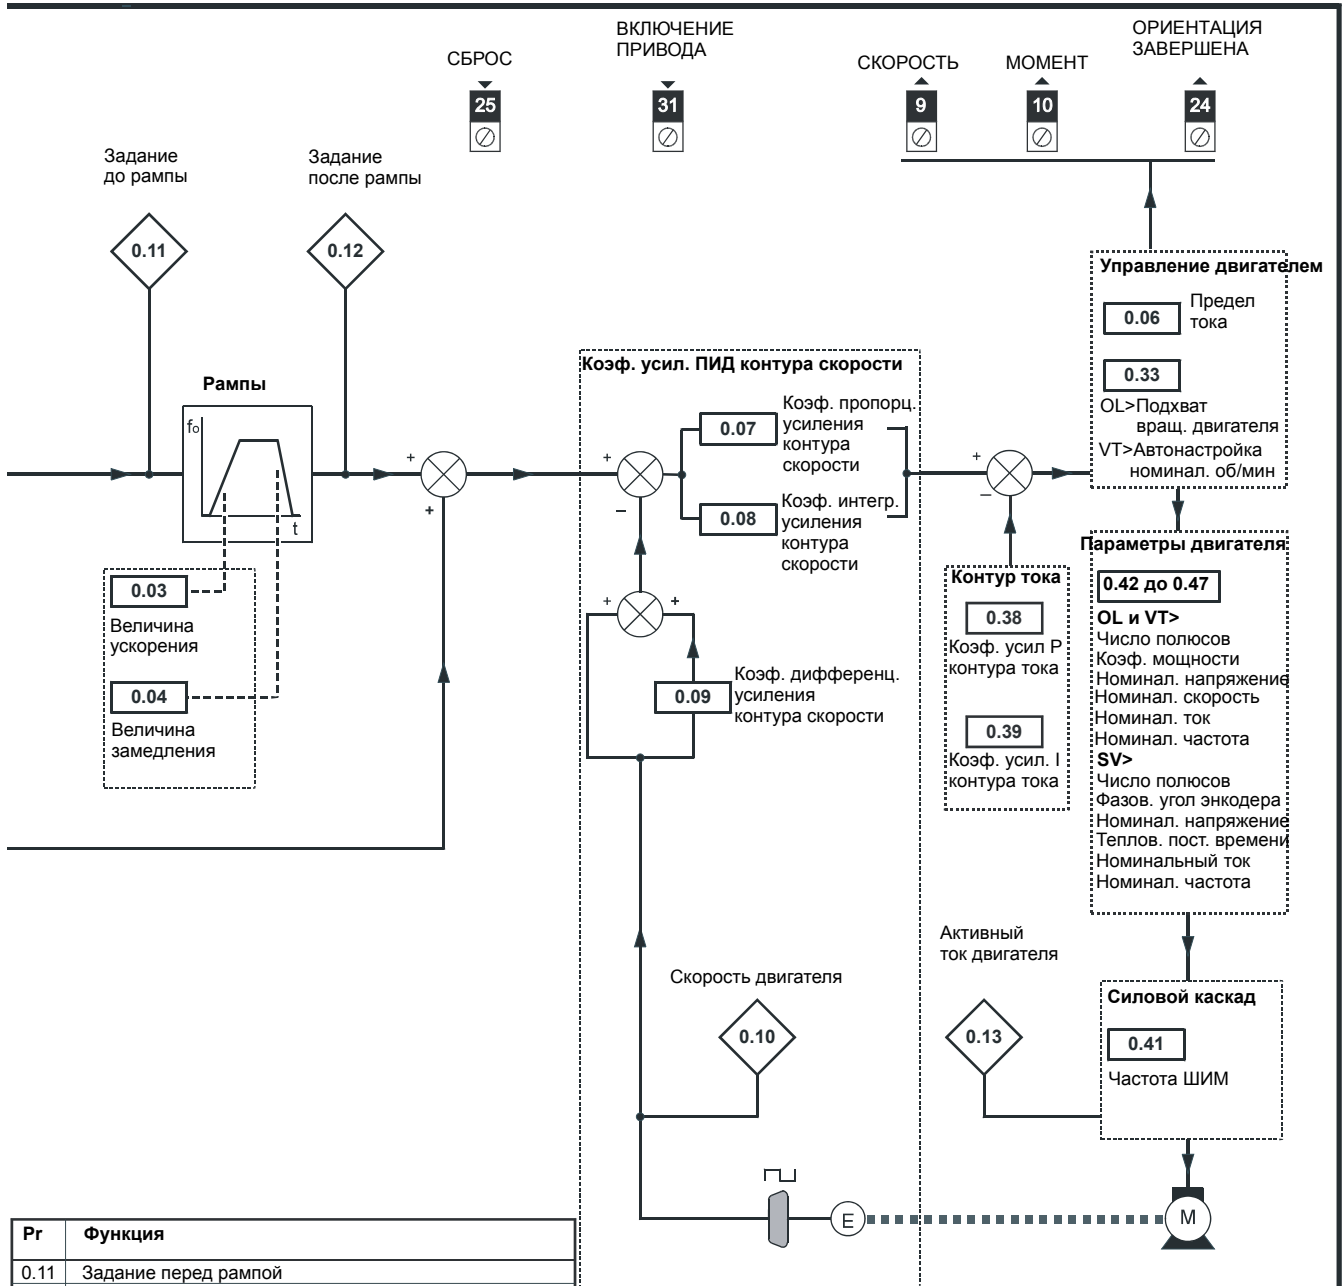 СБРОС
25
ВКЛЮЧЕНИЕ
ПРИВОДА
31
СКОРОСТЬ
9
МОМЕНТ
10
ОРИЕНТАЦИЯ
ЗАВЕРШЕНА
24
Задание
до рампы
0.11
Задание
после рампы
0.12
Рампы
fo
t
0.03
Величина
ускорения
0.04
Величина
замедления
+
+
Коэф. усил. ПИД контура скорости
+
–
0.07
Коэф. пропорц.
усиления
контура
скорости
0.08
Коэф. интегр.
усиления
контура
скорости
+
+
0.09
Коэф. дифференц.
усиления
контура скорости
Скорость двигателя
0.10
E
+
–
Контур тока
0.38
Коэф. усил P
контура тока
0.39
Коэф. усил. I
контура тока
Управление двигателем
0.06
Предел
тока
0.33
OL>Подхват
вращ. двигателя
VT>Автонастройка
номинал. об/мин
Параметры двигателя
0.42 до 0.47
OL и VT>
Число полюсов
Коэф. мощности
Номинал. напряжение
Номинал. скорость
Номинал. ток
Номинал. частота
SV>
Число полюсов
Фазов. угол энкодера
Номинал. напряжение
Теплов. пост. времени
Номинальный ток
Номинал. частота
Активный
ток двигателя
0.13
Силовой каскад
0.41
Частота ШИМ
M
Pr Функция
0.11 Задание перед рампой